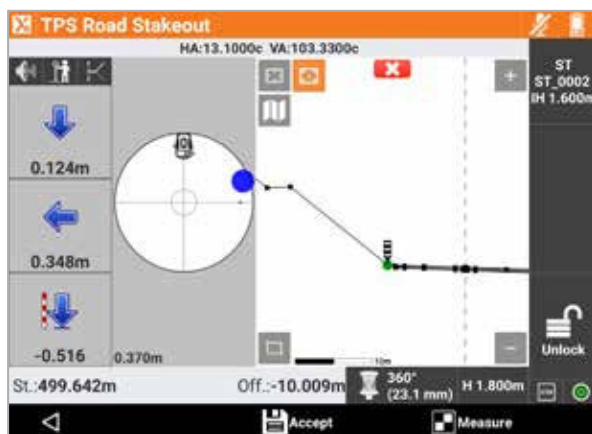 TPS Road Stakeout
HA:13.1000c VA:103.3300c
ST
ST_0002
IH 1.600m
0.124m
0.348m
-0.516
0.370m
10m
Unlock
St.:499.642m
Off.:-10.009m
360°
(23.1 mm)
H 1.800m
Accept
Measure